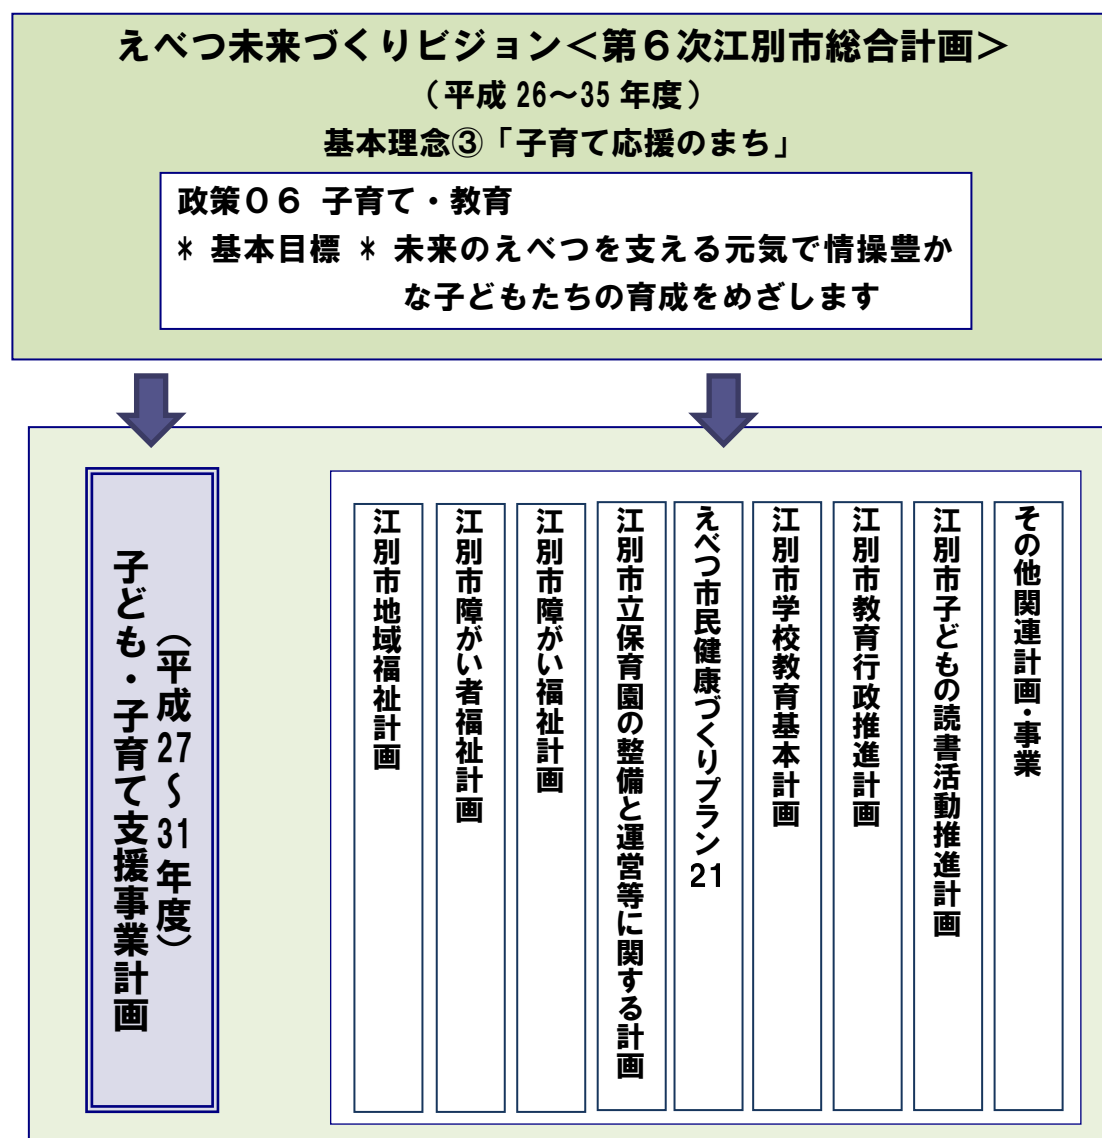 えべつ未来づくりビジョン＜第６次江別市総合計画＞
（平成 26～35 年度）
基本理念③「子育て応援のまち」
政策０６ 子育て・教育
* 基本目標 * 未来のえべつを支える元気で情操豊か
な子どもたちの育成をめざします
子ども・子育て支援事業計画
（平成 27～31 年度）
江別市地域福祉計画
江別市障がい者福祉計画
江別市障がい福祉計画
江別市立保育園の整備と運営等に関する計画
えべつ市民健康づくりプラン21
江別市学校教育基本計画
江別市教育行政推進計画
江別市子どもの読書活動推進計画
その他関連計画・事業